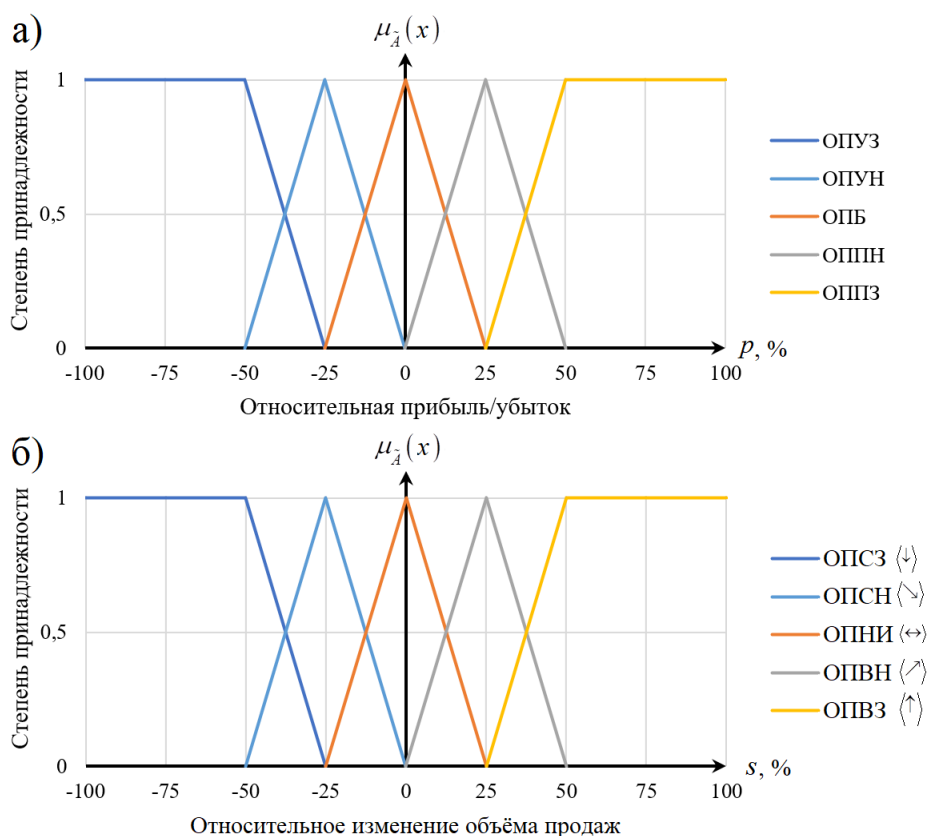 а)
μ_Ã(x)
Степень принадлежности
1
0,5
0
-100 -75 -50 -25 0 25 50 75 100
p, %
Относительная прибыль/убыток
ОПУЗ
ОПУН
ОПБ
ОППН
ОППЗ
б)
μ_Ã(x)
Степень принадлежности
1
0,5
0
-100 -75 -50 -25 0 25 50 75 100
s, %
Относительное изменение объёма продаж
ОПСЗ ⟨↓⟩
ОПСН ⟨↘⟩
ОПНИ ⟨↔⟩
ОПВН ⟨↗⟩
ОПВЗ ⟨↑⟩